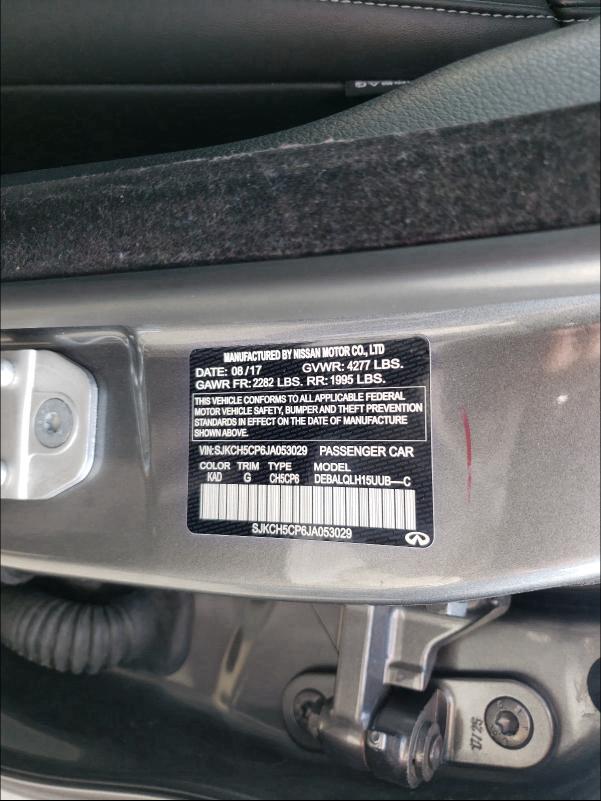 MANUFACTURED BY NISSAN MOTOR CO., LTD
DATE: 08/17 GVWR: 4277 LBS.
GAWR FR: 2282 LBS. RR: 1995 LBS.
THIS VEHICLE CONFORMS TO ALL APPLICABLE FEDERAL
MOTOR VEHICLE SAFETY, BUMPER AND THEFT PREVENTION
STANDARDS IN EFFECT ON THE DATE OF MANUFACTURE
SHOWN ABOVE.
VIN:SJKCH5CP6JA053029 PASSENGER CAR
COLOR TRIM TYPE MODEL
KAD G CH5CP6 DEBALQLH15UUB—C
SJKCH5CP6JA053029